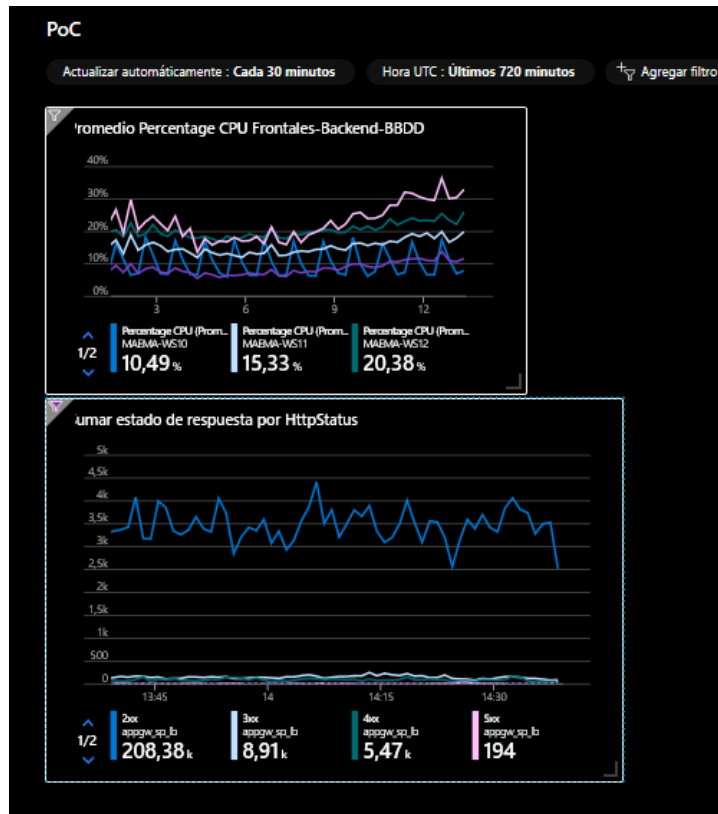 PoC
Actualizar automáticamente : Cada 30 minutos Hora UTC : Últimos 720 minutos Agregar filtro
romedio Percentage CPU Frontales-Backend-BBDD
40%
30%
20%
10%
0%
3 6 9 12
1/2
Percentage CPU (Prom... Percentage CPU (Prom... Percentage CPU (Prom...
MAEMA-WS10 MAEMA-WS11 MAEMA-WS12
10,49 % 15,33 % 20,38 %
umar estado de respuesta por HttpStatus
5k
4,5k
4k
3,5k
3k
2,5k
2k
1,5k
1k
500
0
13:45 14 14:15 14:30
1/2
2xx 3xx 4xx 5xx
appgw_sp_lb appgw_sp_lb appgw_sp_lb appgw_sp_lb
208,38 k 8,91 k 5,47 k 194